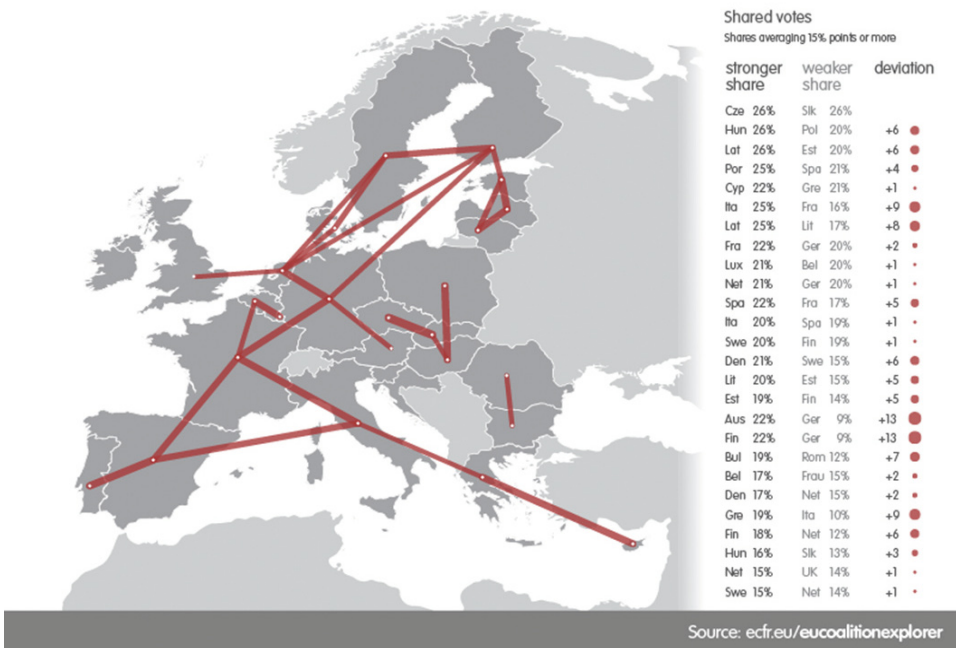 Shared votes
Shares averaging 15% points or more
stronger share weaker share deviation
Cze 26% Slk 26%
Hun 26% Pol 20% +6
Lat 26% Est 20% +6
Por 25% Spa 21% +4
Cyp 22% Gre 21% +1
Ita 25% Fra 16% +9
Lat 25% Lit 17% +8
Fra 22% Ger 20% +2
Lux 21% Bel 20% +1
Net 21% Ger 20% +1
Spa 22% Fra 17% +5
Ita 20% Spa 19% +1
Swe 20% Fin 19% +1
Den 21% Swe 15% +6
Lit 20% Est 15% +5
Est 19% Fin 14% +5
Aus 22% Ger 9% +13
Fin 22% Ger 9% +13
Bul 19% Rom 12% +7
Bel 17% Frau 15% +2
Den 17% Net 15% +2
Gre 19% Ita 10% +9
Fin 18% Net 12% +6
Hun 16% Slk 13% +3
Net 15% UK 14% +1
Swe 15% Net 14% +1
Source: ecfr.eu/eucoalitionexplorer